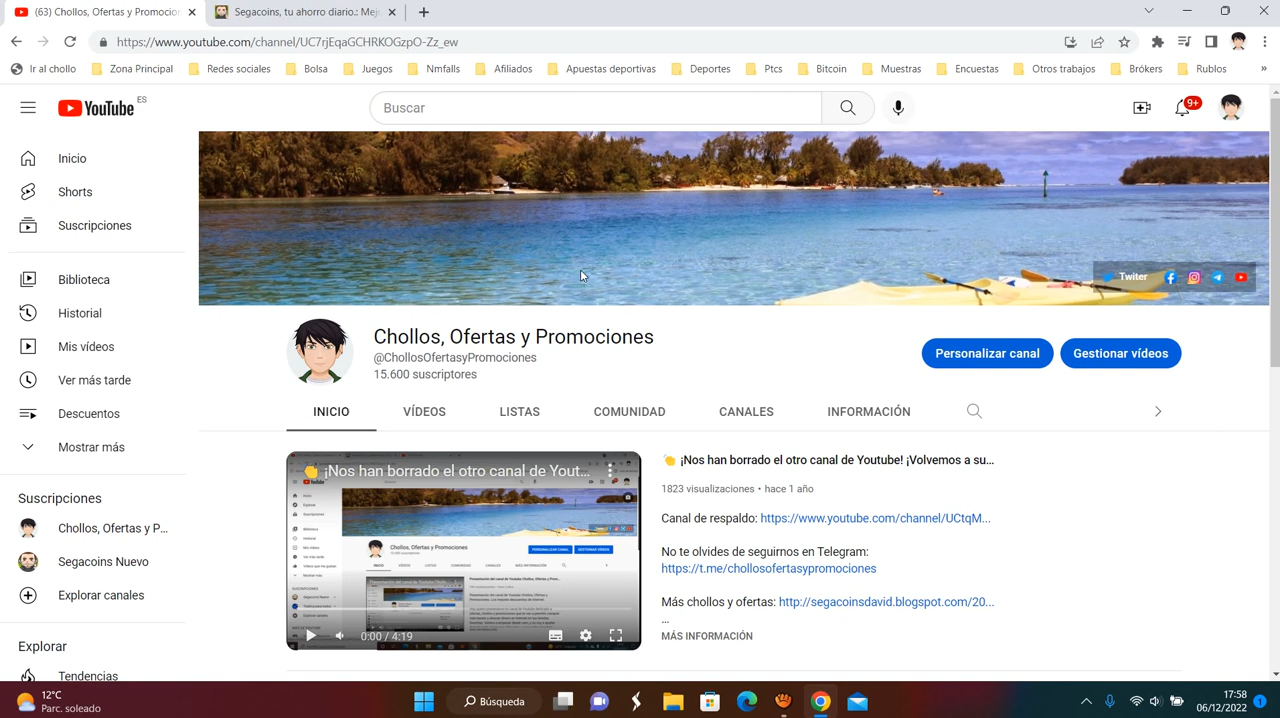 (63) Chollos, Ofertas y Promocion
Segacoins, tu ahorro diario.: Mej
https://www.youtube.com/channel/UC7rjEqaGCHRKOGzpO-Zz_ew
Ir al chollo
Zona Principal
Redes sociales
Bolsa
Juegos
Nmfalls
Afiliados
Apuestas deportivas
Deportes
Ptcs
Bitcoin
Muestras
Encuestas
Otros trabajos
Brókers
Rublos
»
YouTube ES
Buscar
9+
Inicio
Shorts
Suscripciones
Biblioteca
Historial
Mis vídeos
Ver más tarde
Descuentos
Mostrar más
Suscripciones
Chollos, Ofertas y P...
Segacoins Nuevo
Explorar canales
Explorar
Tendencias
Twiter
Chollos, Ofertas y Promociones
@ChollosOfertasyPromociones
15.600 suscriptores
Personalizar canal
Gestionar vídeos
INICIO
VÍDEOS
LISTAS
COMUNIDAD
CANALES
INFORMACIÓN
¡Nos han borrado el otro canal de Yout...
Chollos, Ofertas y Promociones
0:00 / 4:19
¡Nos han borrado el otro canal de Youtube! ¡Volvemos a su...
1823 visualizaciones • hace 1 año
Canal de regalos: https://www.youtube.com/channel/UCtqM...
No te olvides de seguirnos en Telegram:
https://t.me/chollosofertasypromociones
Más chollos y ofertas: http://segacoinsdavid.blogspot.com/20...
...
MÁS INFORMACIÓN
12°C
Parc. soleado
Búsqueda
17:58
06/12/2022
1